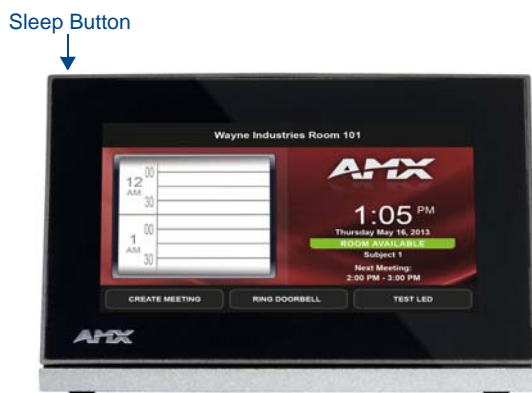 Sleep Button
Wayne Industries Room 101
12
AM
00
30
1
AM
00
30
AMX
1:05 PM
Thursday May 16, 2013
ROOM AVAILABLE
Subject 1
Next Meeting:
2:00 PM - 3:00 PM
CREATE MEETING
RING DOORBELL
TEST LED
AMX